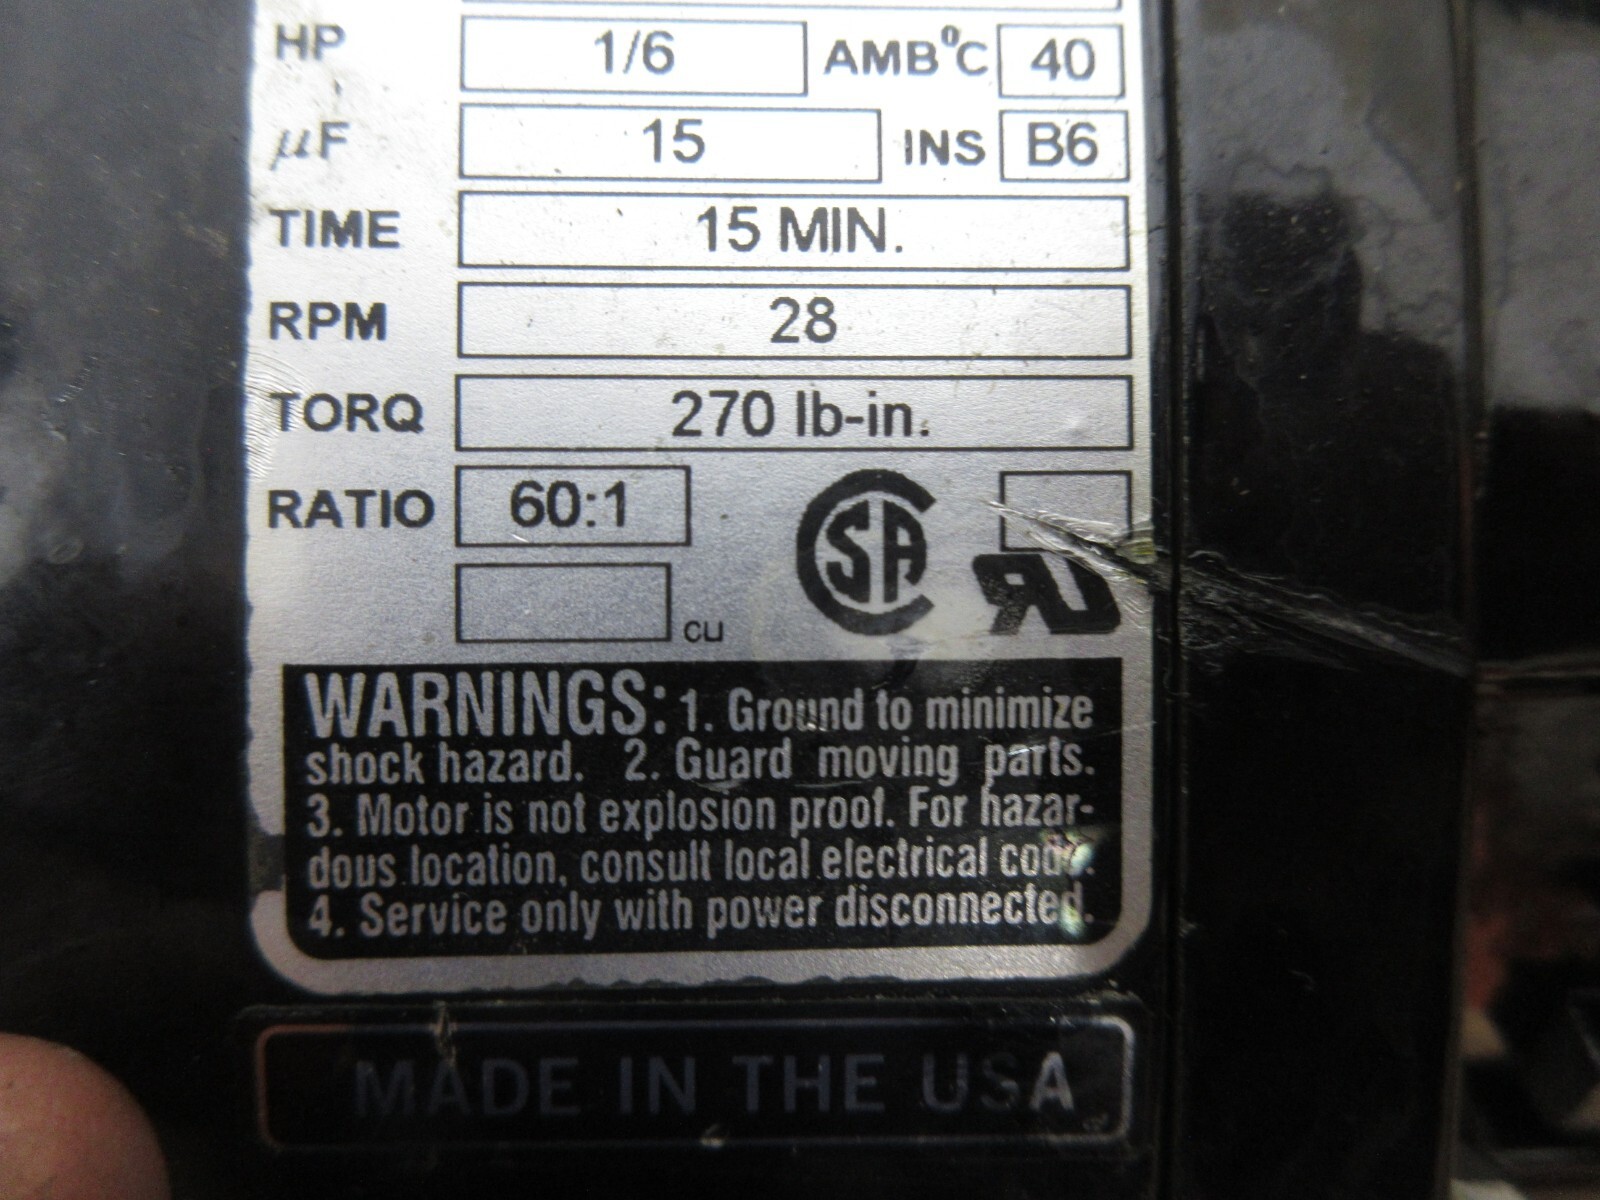 HP 1/6 AMB°C 40
µF 15 INS B6
TIME 15 MIN.
RPM 28
TORQ 270 lb-in.
RATIO 60:1
CSA
RU
cu
WARNINGS: 1. Ground to minimize
shock hazard. 2. Guard moving parts.
3. Motor is not explosion proof. For hazar-
dous location, consult local electrical code.
4. Service only with power disconnected.
MADE IN THE USA